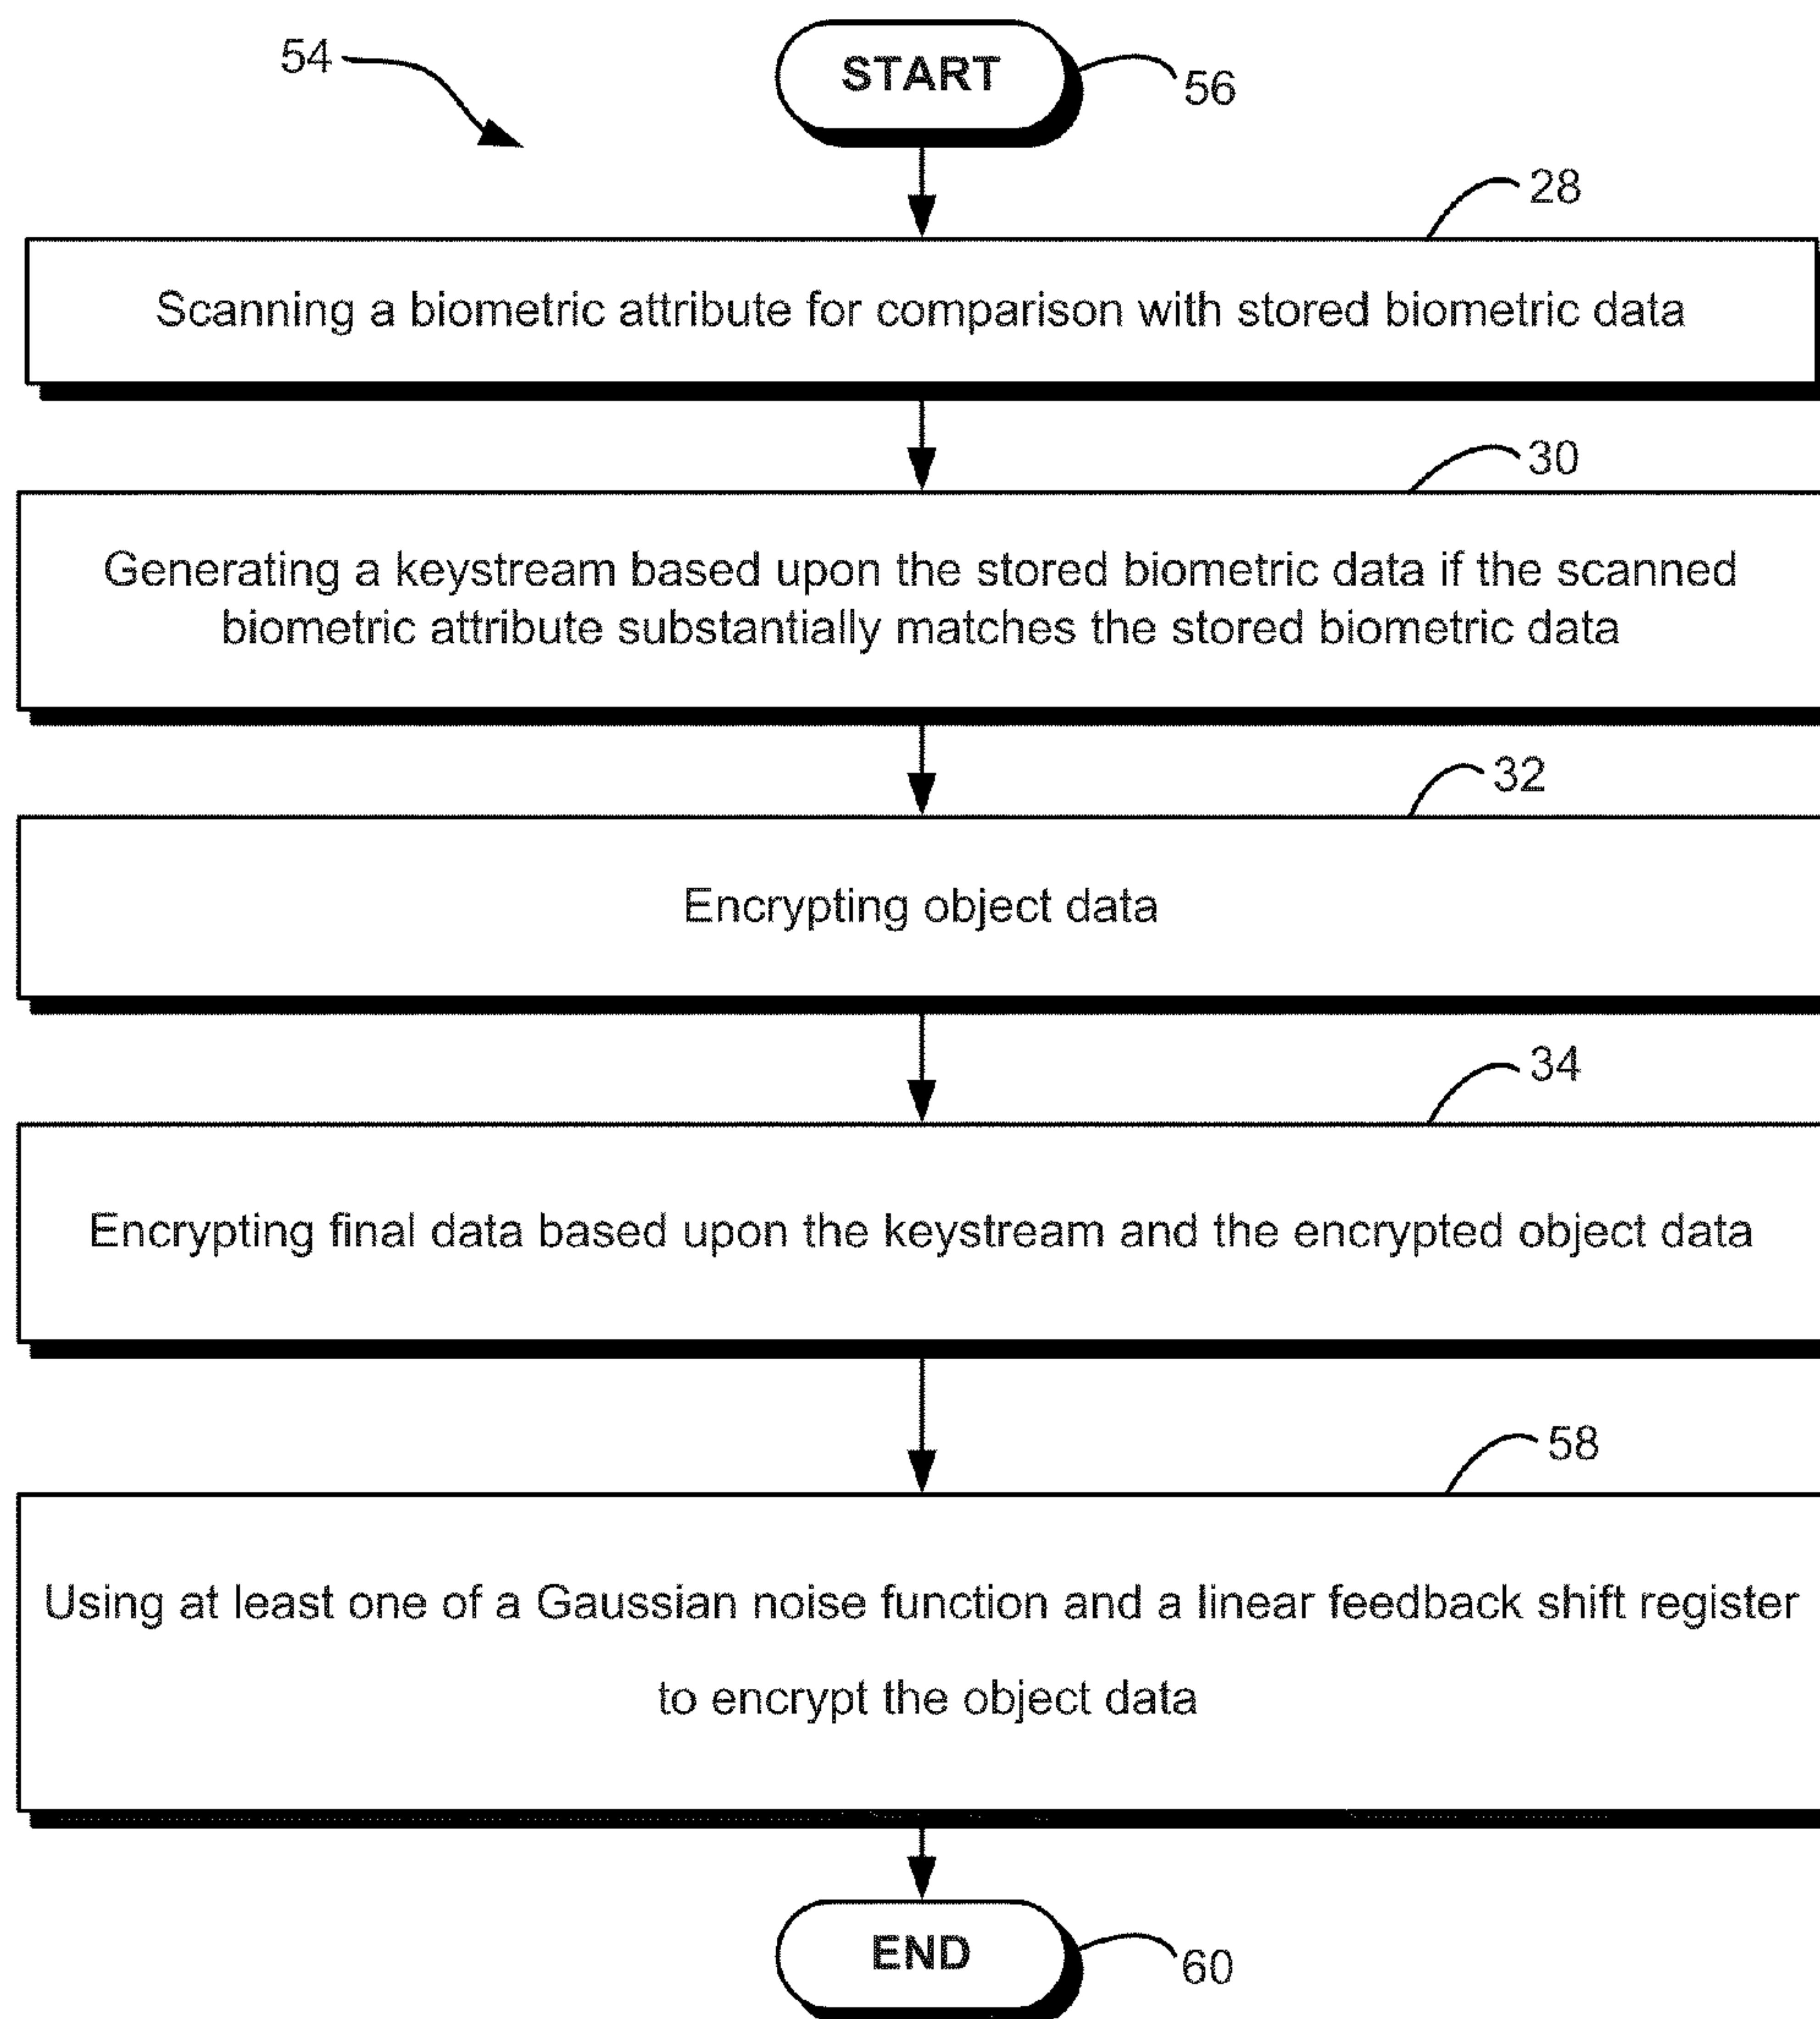 54
START
56
28
Scanning a biometric attribute for comparison with stored biometric data
30
Generating a keystream based upon the stored biometric data if the scanned
biometric attribute substantially matches the stored biometric data
32
Encrypting object data
34
Encrypting final data based upon the keystream and the encrypted object data
58
Using at least one of a Gaussian noise function and a linear feedback shift register
to encrypt the object data
END
60